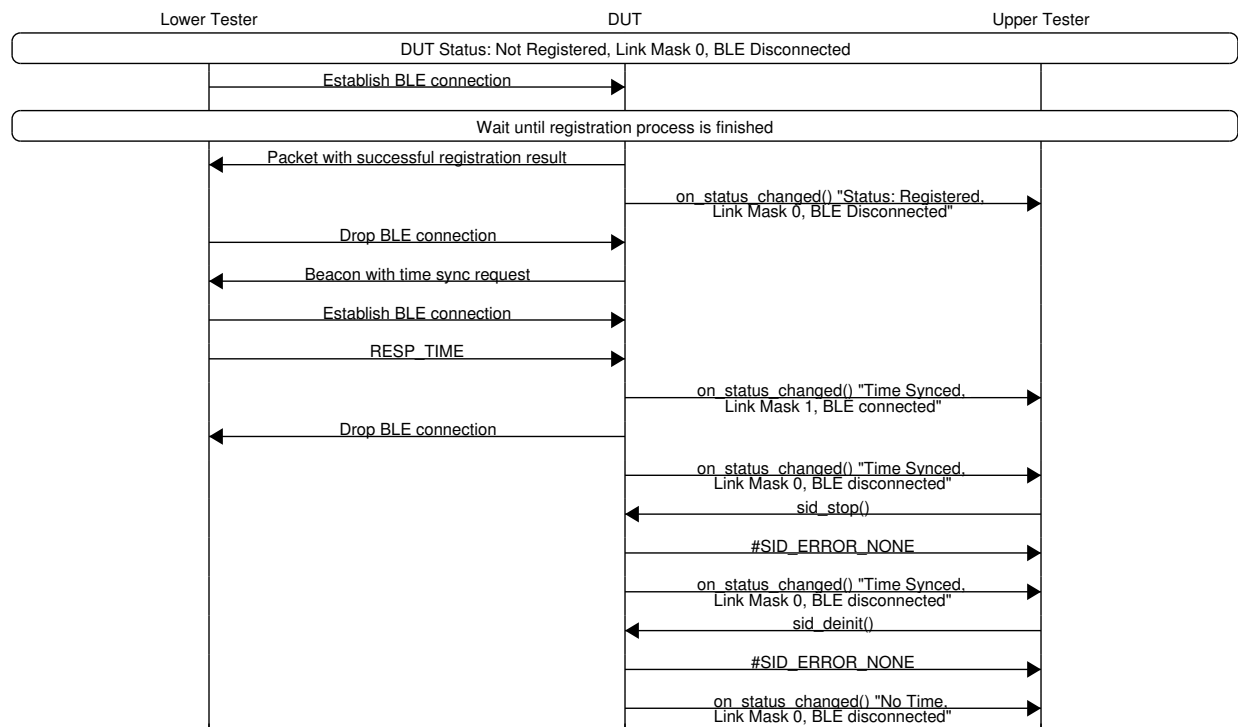 Lower Tester DUT Upper Tester
DUT Status: Not Registered, Link Mask 0, BLE Disconnected
Establish BLE connection
Wait until registration process is finished
Packet with successful registration result
on_status_changed() "Status: Registered,
Link Mask 0, BLE Disconnected"
Drop BLE connection
Beacon with time sync request
Establish BLE connection
RESP_TIME
on_status_changed() "Time Synced,
Link Mask 1, BLE connected"
Drop BLE connection
on_status_changed() "Time Synced,
Link Mask 0, BLE disconnected"
sid_stop()
#SID_ERROR_NONE
on_status_changed() "Time Synced,
Link Mask 0, BLE disconnected"
sid_deinit()
#SID_ERROR_NONE
on_status_changed() "No Time,
Link Mask 0, BLE disconnected"